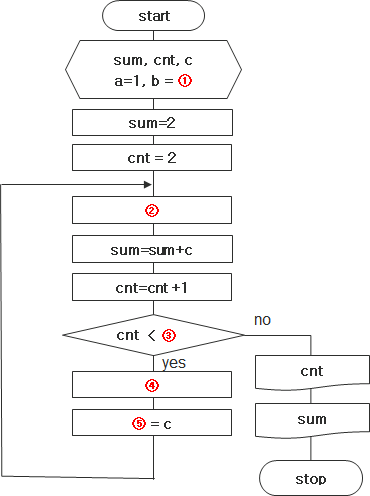 start
sum, cnt, c
a=1, b = ①
sum=2
cnt = 2
②
sum=sum+c
cnt=cnt +1
cnt < ③
no
yes
④
⑤ = c
cnt
sum
stop